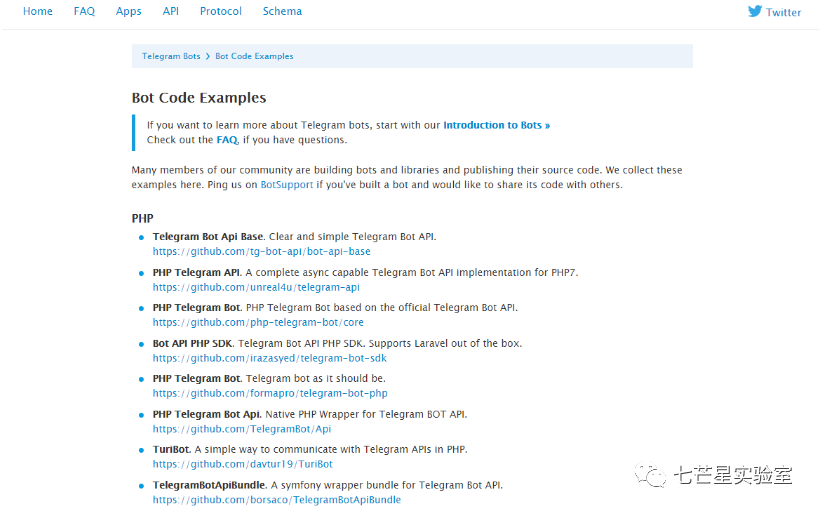 Home FAQ Apps API Protocol Schema Twitter
Telegram Bots > Bot Code Examples
Bot Code Examples
If you want to learn more about Telegram bots, start with our Introduction to Bots »
Check out the FAQ, if you have questions.
Many members of our community are building bots and libraries and publishing their source code. We collect these
examples here. Ping us on BotSupport if you've built a bot and would like to share its code with others.
PHP
Telegram Bot Api Base. Clear and simple Telegram Bot API.
https://github.com/tg-bot-api/bot-api-base
PHP Telegram API. A complete async capable Telegram Bot API implementation for PHP7.
https://github.com/unreal4u/telegram-api
PHP Telegram Bot. PHP Telegram Bot based on the official Telegram Bot API.
https://github.com/php-telegram-bot/core
Bot API PHP SDK. Telegram Bot API PHP SDK. Supports Laravel out of the box.
https://github.com/irazasyed/telegram-bot-sdk
PHP Telegram Bot. Telegram bot as it should be.
https://github.com/formapro/telegram-bot-php
PHP Telegram Bot Api. Native PHP Wrapper for Telegram BOT API.
https://github.com/TelegramBot/Api
TuriBot. A simple way to communicate with Telegram APIs in PHP.
https://github.com/davtur19/TuriBot
七芒星实验室
TelegramBotApiBundle. A symfony wrapper bundle for Telegram Bot API.
https://github.com/borsaco/TelegramBotApiBundle